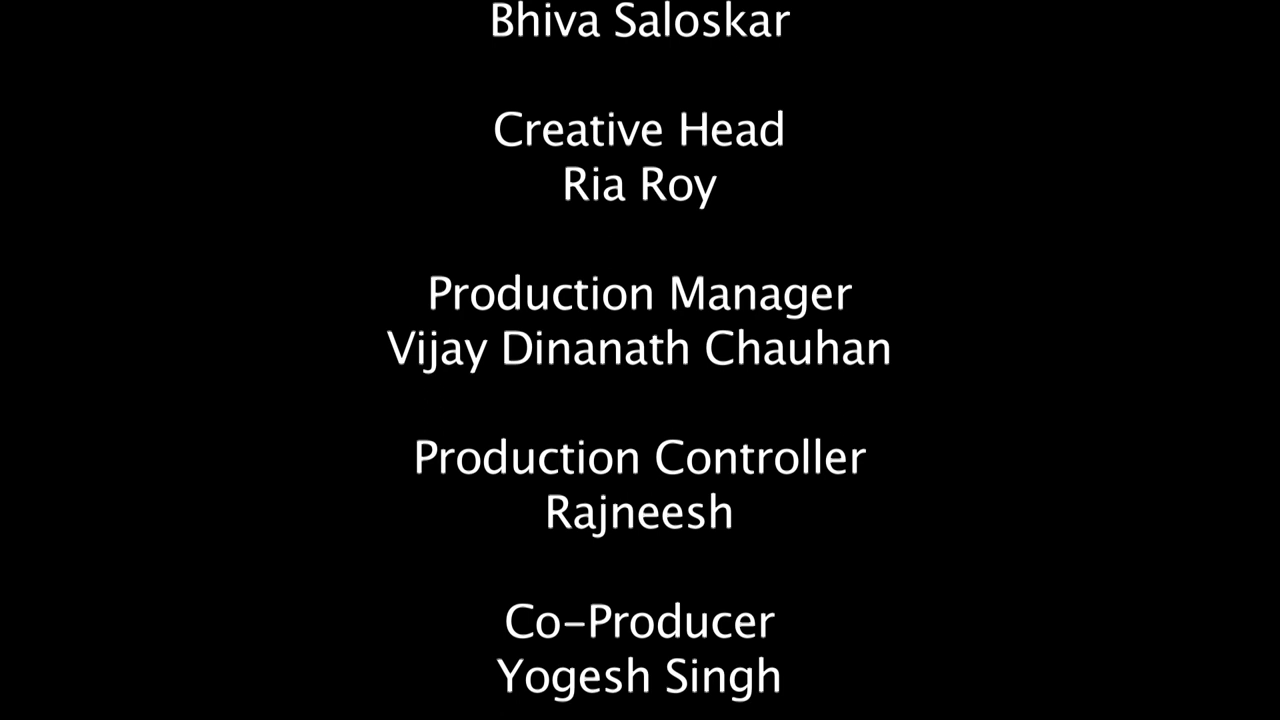 Bhiva Saloskar
Creative Head
Ria Roy
Production Manager
Vijay Dinanath Chauhan
Production Controller
Rajneesh
Co-Producer
Yogesh Singh